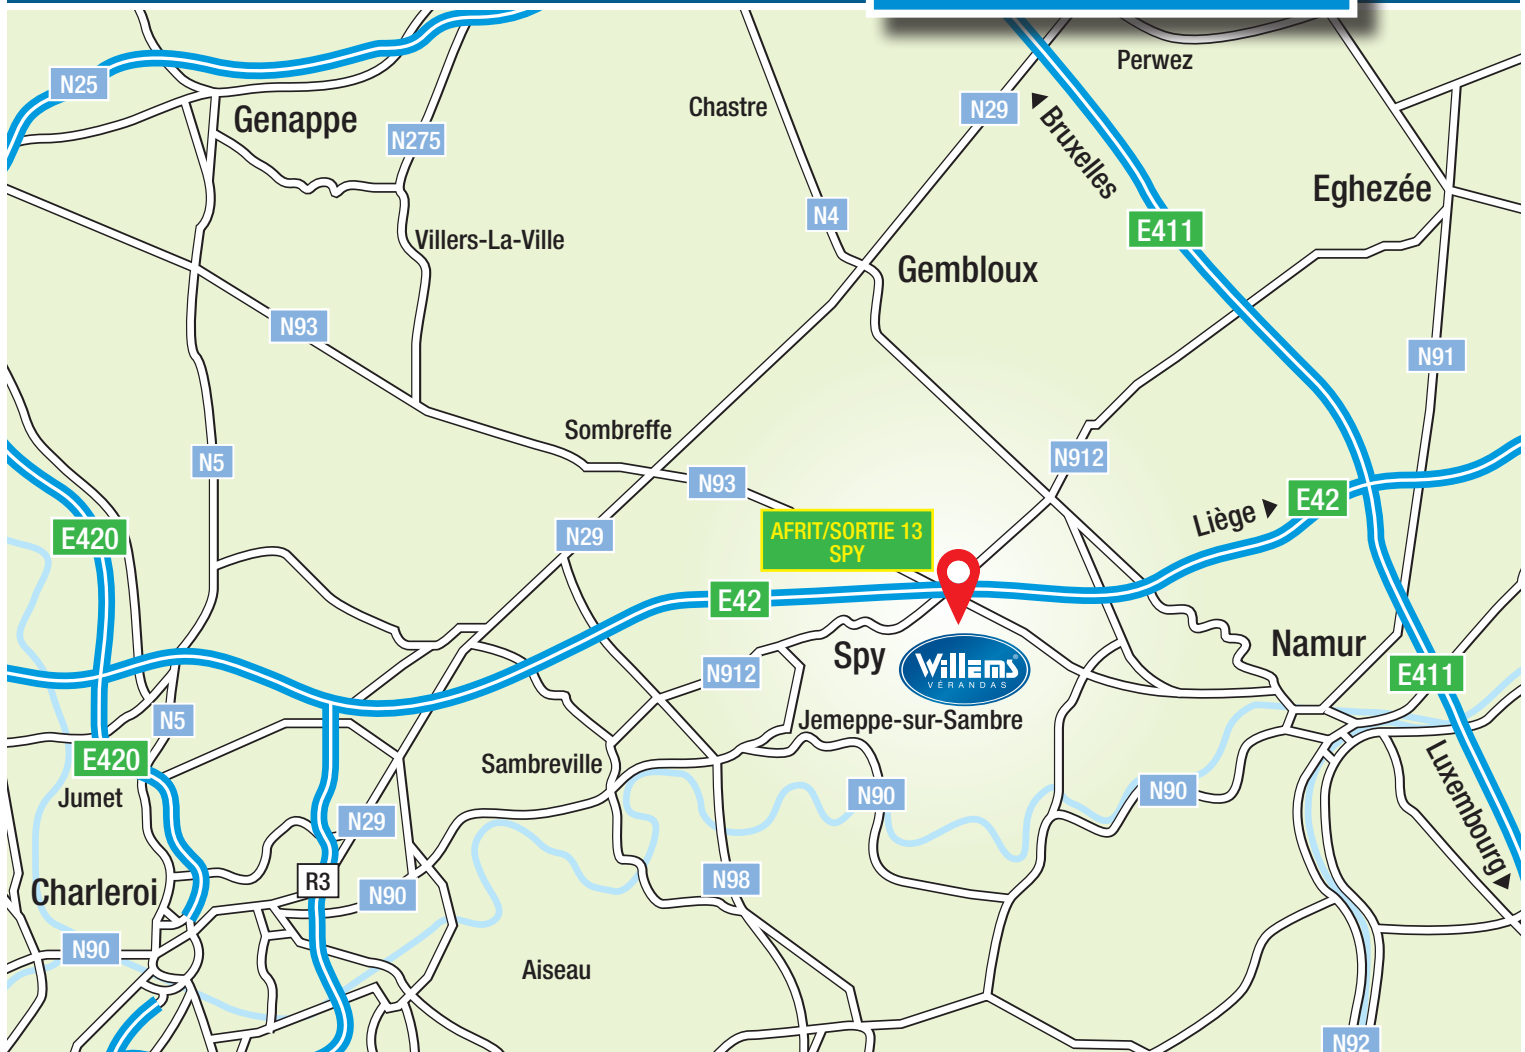 Perwez
N25
Chastre
N29
Genappe
Bruxelles
N275
Eghezée
N4
E411
Villers-La-Ville
Gembloux
N93
N91
Sombreffe
N5
N912
N93
E42
Liège
AFRIT/SORTIE 13
SPY
E420
N29
E42
Spy
Namur
Willems®
VÉRANDAS
N912
E411
N5
Jemeppe-sur-Sambre
E420
Sambreville
Luxembourg
Jumet
N90
N90
N29
R3
N98
Charleroi
N90
N90
Aiseau
N92